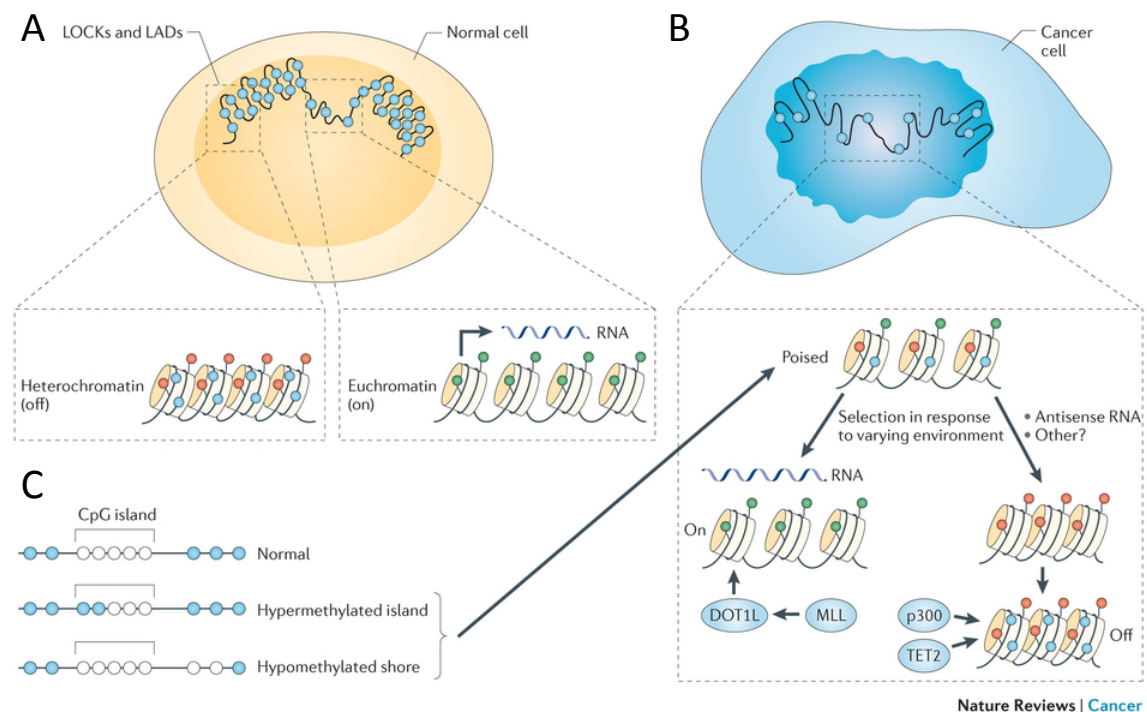 A
LOCKs and LADs
Normal cell
B
Cancer
cell
Heterochromatin
(off)
Euchromatin
(on)
RNA
Poised
Selection in response
to varying environment
• Antisense RNA
• Other?
RNA
On
DOT1L
MLL
p300
TET2
Off
C
CpG island
Normal
Hypermethylated island
Hypomethylated shore
Nature Reviews | Cancer